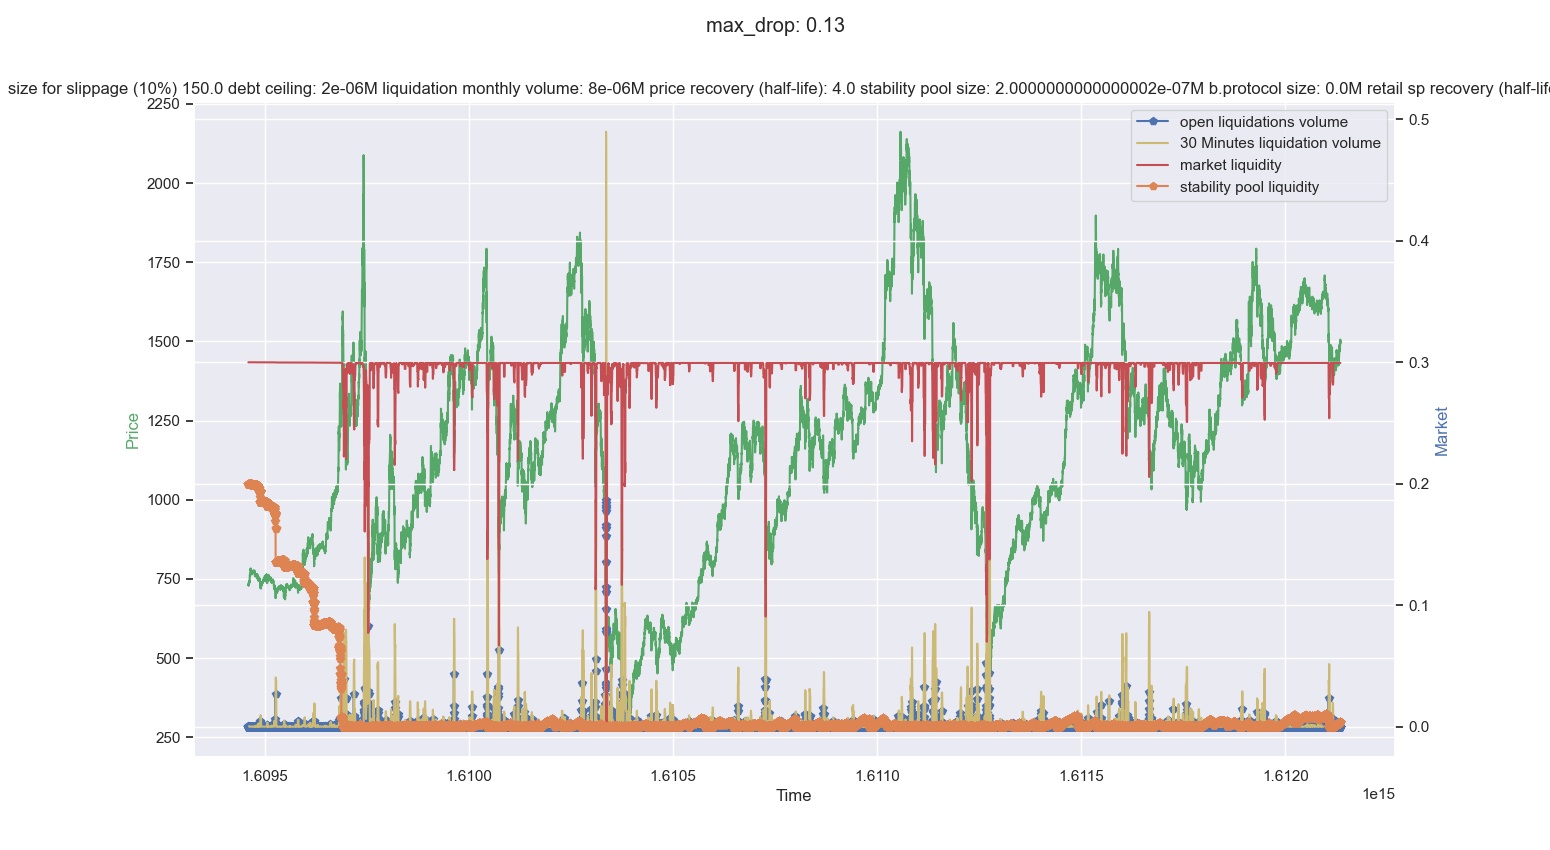 max_drop: 0.13
size for slippage (10%) 150.0 debt ceiling: 2e-06M liquidation monthly volume: 8e-06M price recovery (half-life): 4.0 stability pool size: 2.0000000000000002e-07M b.protocol size: 0.0M retail sp recovery (half-life
open liquidations volume
30 Minutes liquidation volume
market liquidity
stability pool liquidity
2250
2000
1750
1500
1250
1000
750
500
250
Price
0.5
0.4
0.3
0.2
0.1
0.0
Market
1.6095
1.6100
1.6105
1.6110
1.6115
1.6120
1e15
Time